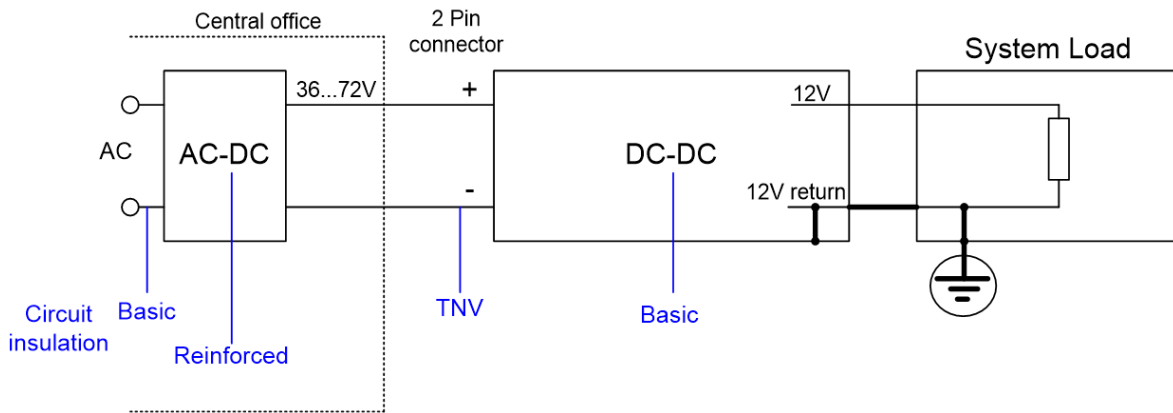 Central office
2 Pin
connector
System Load
36...72V
+
12V
AC
AC-DC
DC-DC
-
12V return
Circuit
insulation
Basic
Reinforced
TNV
Basic